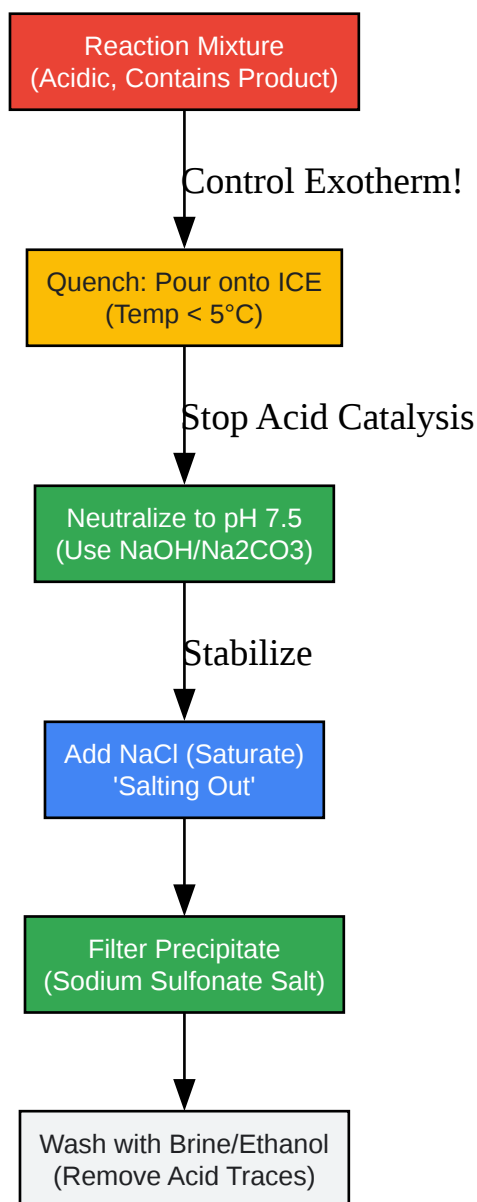 Reaction Mixture
(Acidic, Contains Product)
Control Exotherm!
Quench: Pour onto ICE
(Temp < 5°C)
Stop Acid Catalysis
Neutralize to pH 7.5
(Use NaOH/Na2CO3)
Stabilize
Add NaCl (Saturate)
'Salting Out'
Filter Precipitate
(Sodium Sulfonate Salt)
Wash with Brine/Ethanol
(Remove Acid Traces)